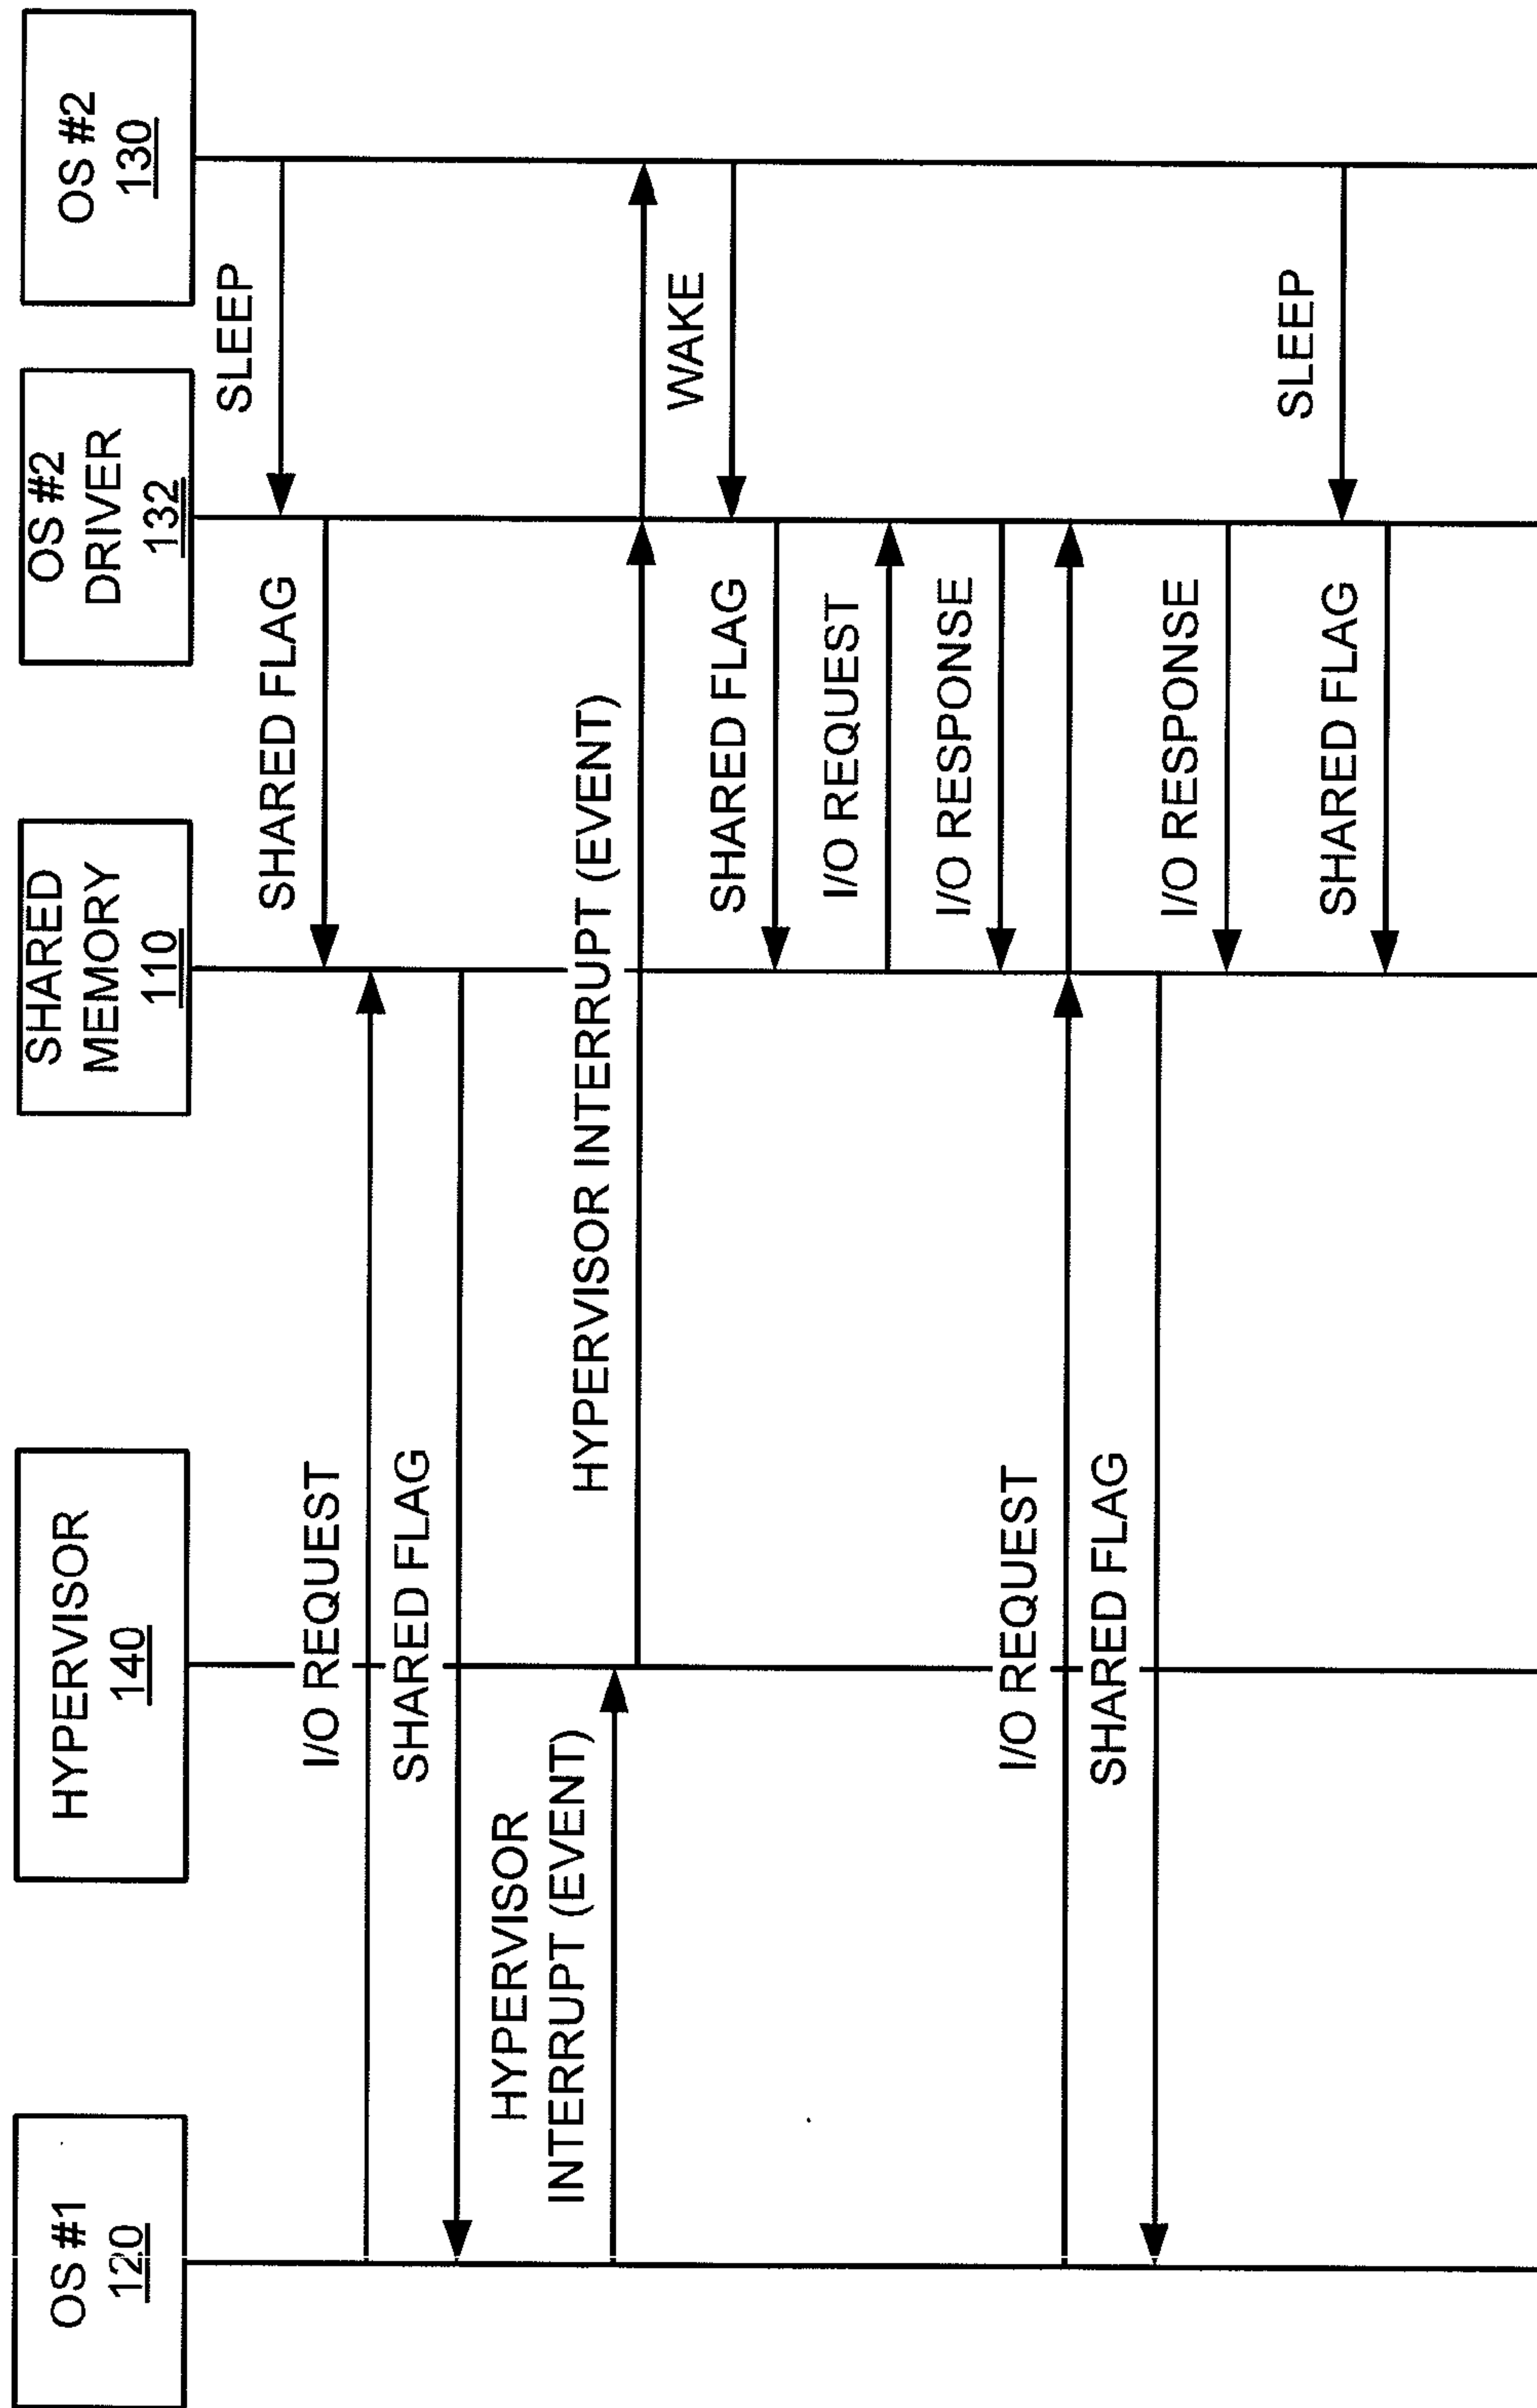 OS #1
120
HYPERVISOR
140
SHARED
MEMORY
110
OS #2
DRIVER
132
OS #2
130
SLEEP
SHARED FLAG
I/O REQUEST
SHARED FLAG
HYPERVISOR
INTERRUPT (EVENT)
HYPERVISOR INTERRUPT (EVENT)
WAKE
SHARED FLAG
I/O REQUEST
I/O RESPONSE
I/O REQUEST
SHARED FLAG
I/O RESPONSE
SLEEP
SHARED FLAG